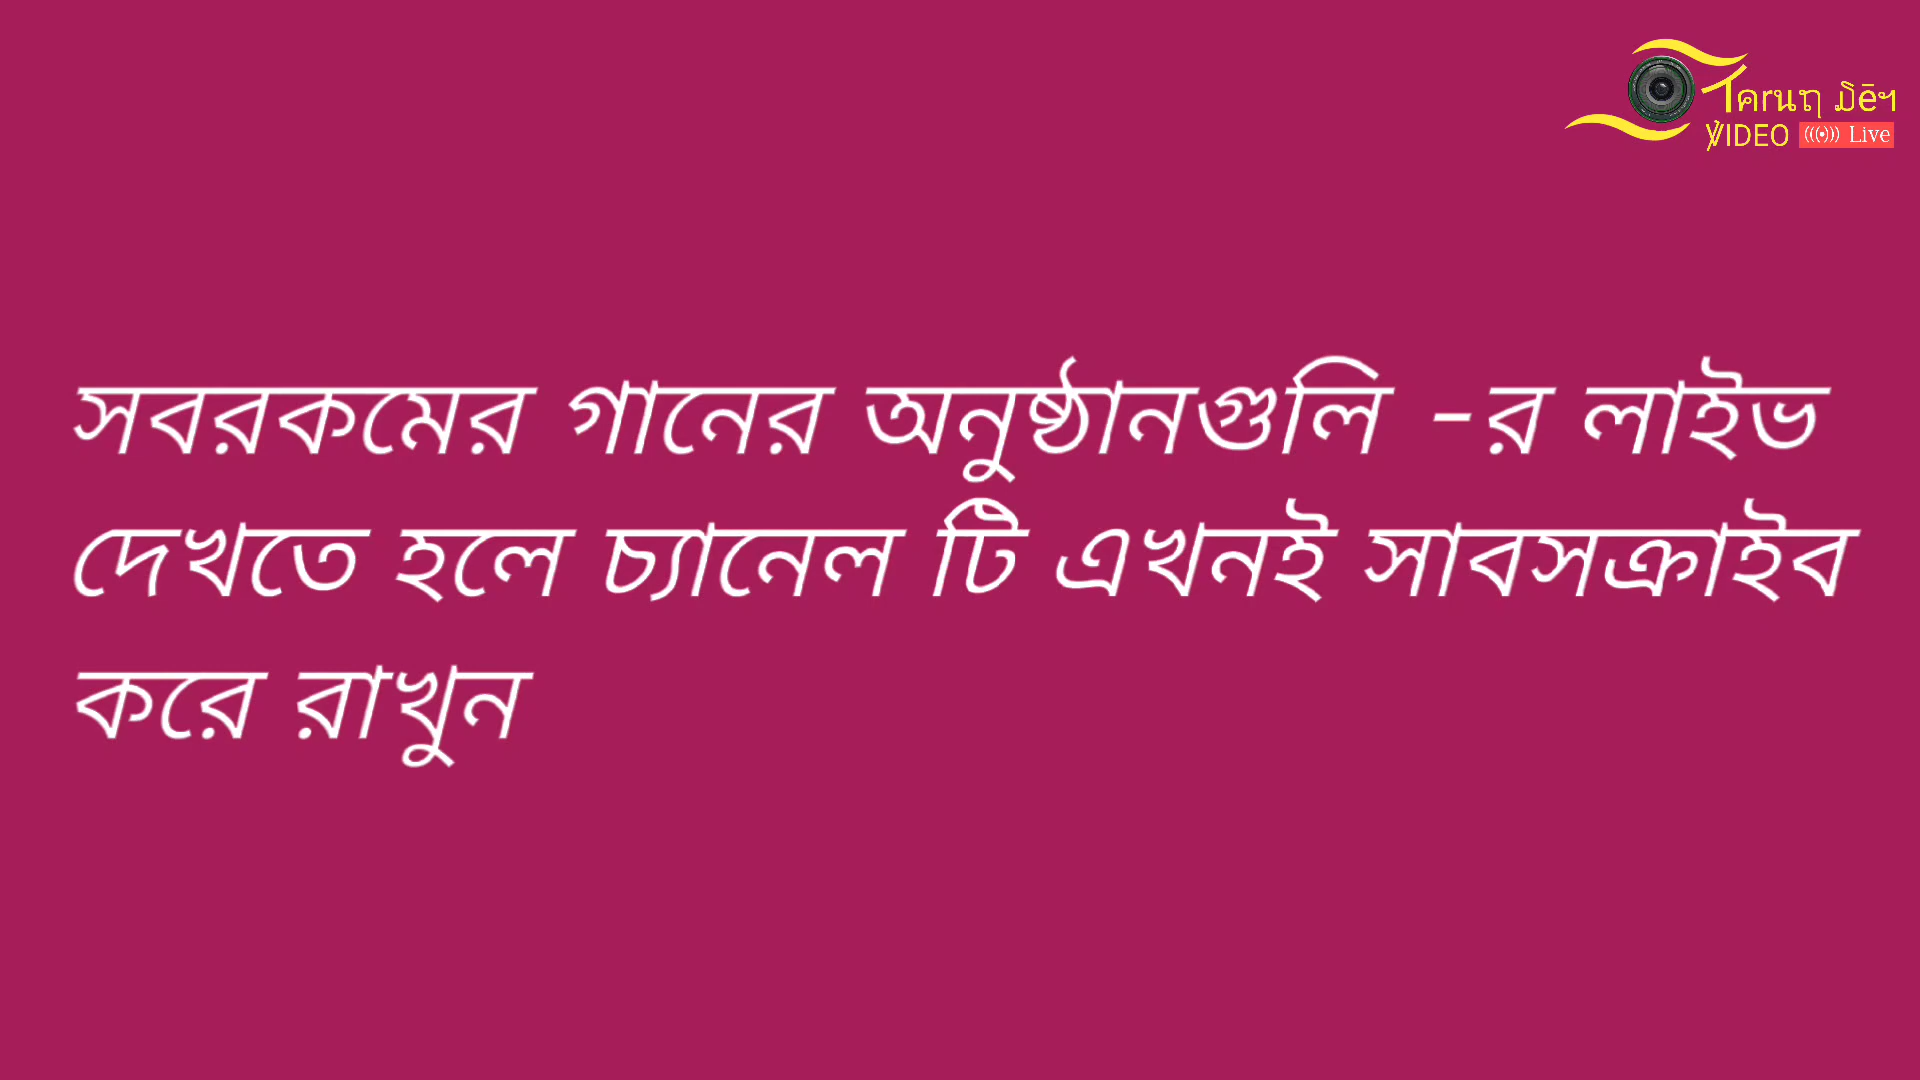 VIDEO ((•)) Live
সবরকমের গানের অনুষ্ঠানগুলি -র লাইভ
দেখতে হলে চ্যানেল টি এখনই সাবসক্রাইব
করে রাখুন